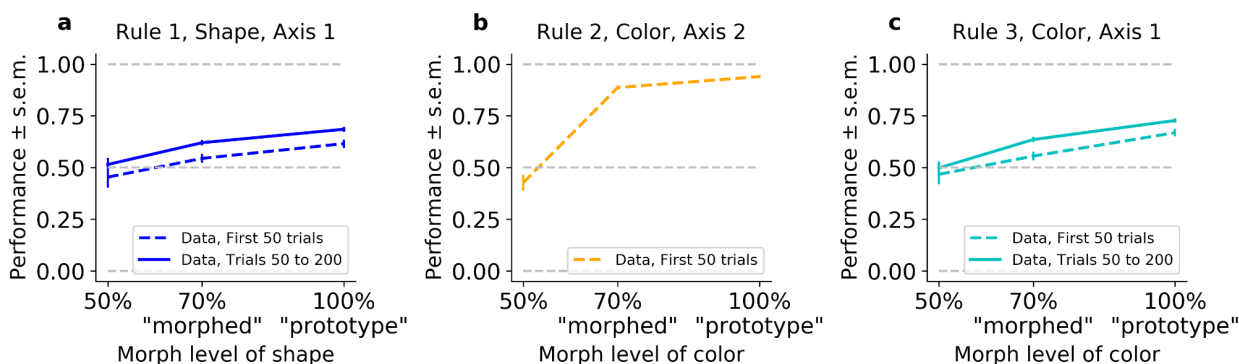 a
Rule 1, Shape, Axis 1
Performance ± s.e.m.
1.00
0.75
0.50
0.25
0.00
Data, First 50 trials
Data, Trials 50 to 200
50% 70% 100%
"morphed" "prototype"
Morph level of shape
b
Rule 2, Color, Axis 2
Performance ± s.e.m.
1.00
0.75
0.50
0.25
0.00
Data, First 50 trials
50% 70% 100%
"morphed" "prototype"
Morph level of color
c
Rule 3, Color, Axis 1
Performance ± s.e.m.
1.00
0.75
0.50
0.25
0.00
Data, First 50 trials
Data, Trials 50 to 200
50% 70% 100%
"morphed" "prototype"
Morph level of color